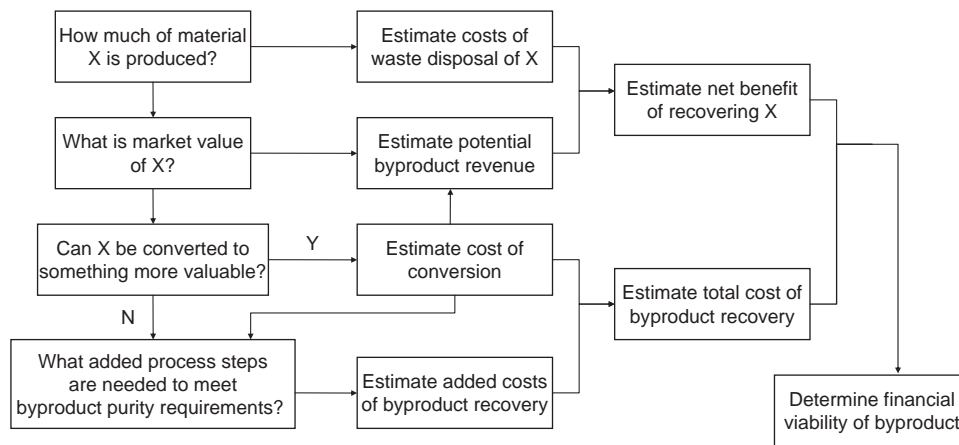 How much of material
X is produced?
Estimate costs of
waste disposal of X
Estimate net benefit
of recovering X
What is market value
of X?
Estimate potential
byproduct revenue
Can X be converted to
something more valuable?
Y
Estimate cost of
conversion
Estimate total cost of
byproduct recovery
N
What added process steps
are needed to meet
byproduct purity requirements?
Estimate added costs
of byproduct recovery
Determine financial
viability of byproduct